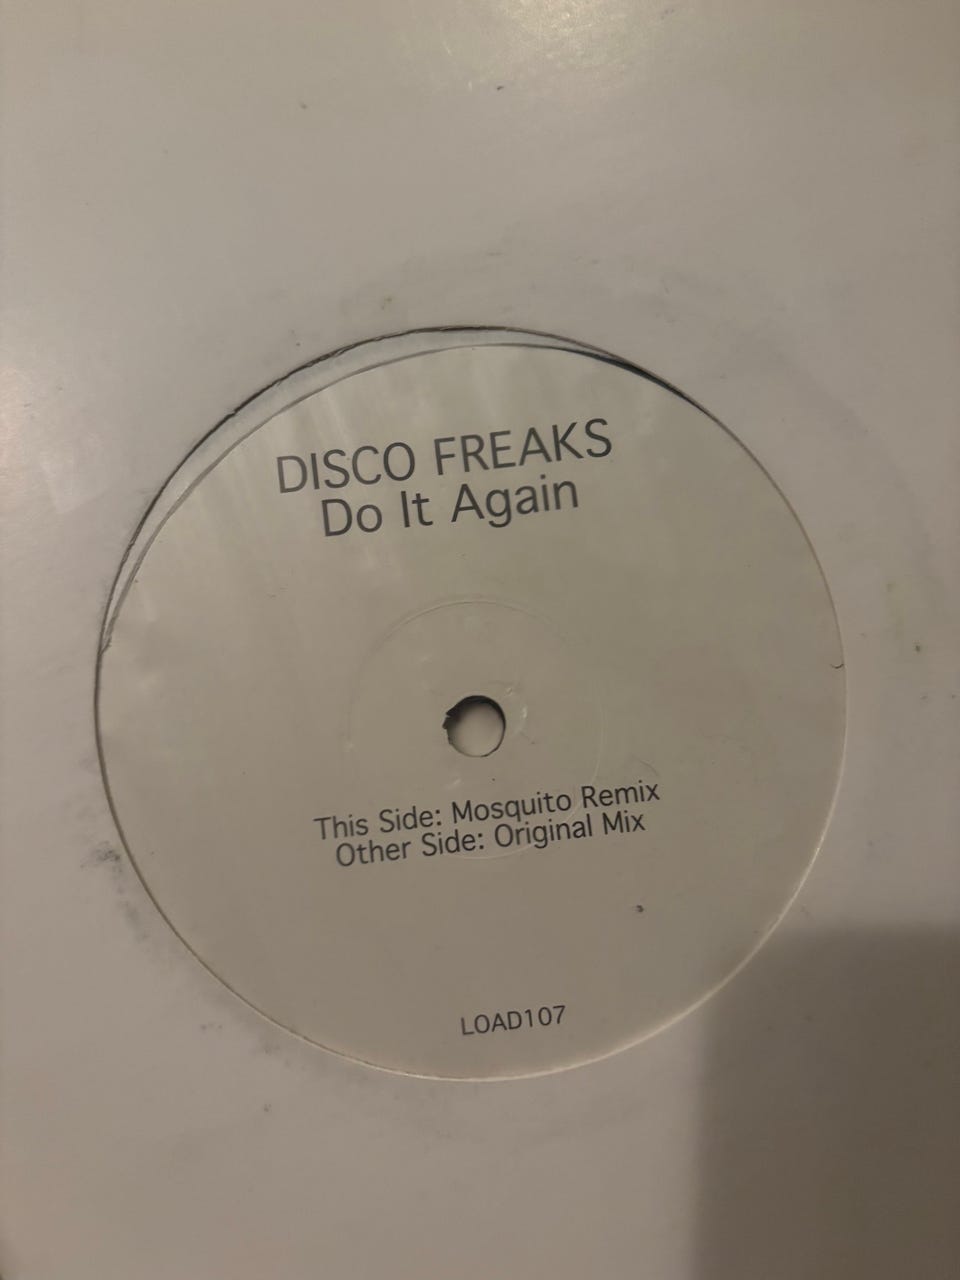 DISCO FREAKS
Do It Again
This Side: Mosquito Remix
Other Side: Original Mix
LOAD107